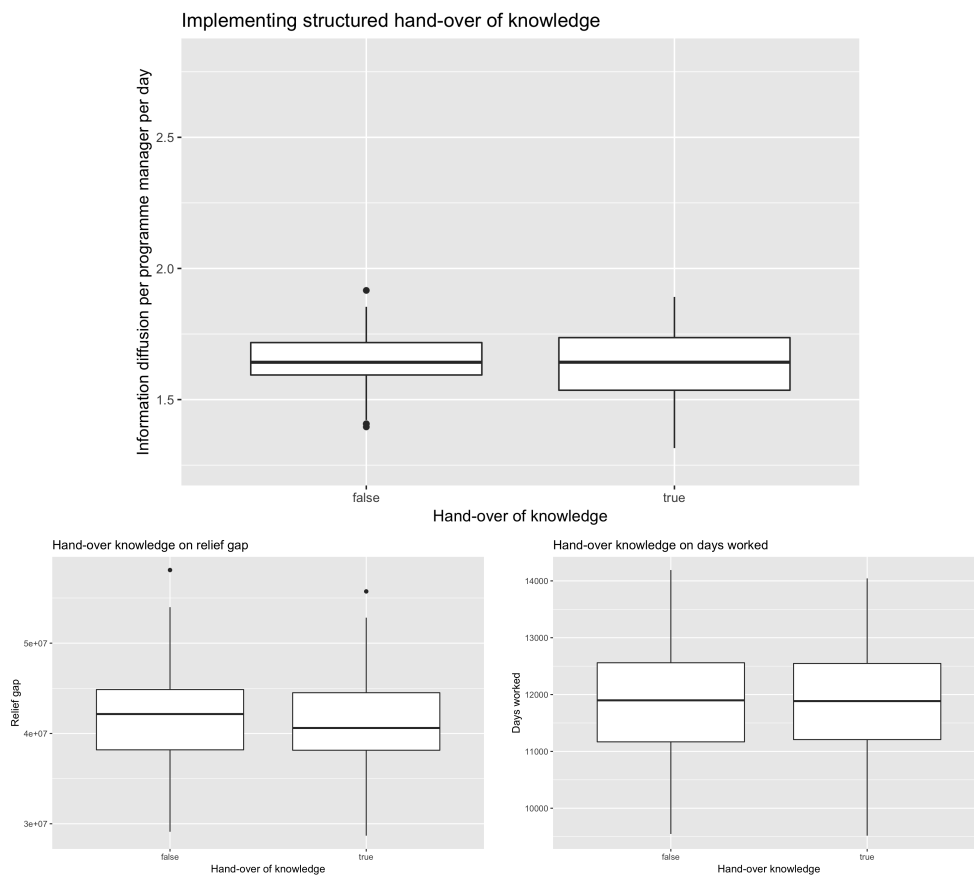 Implementing structured hand-over of knowledge
Information diffusion per programme manager per day
2.5
2.0
1.5
false
true
Hand-over of knowledge
Hand-over knowledge on relief gap
Relief gap
5e+07
4e+07
3e+07
false
true
Hand-over of knowledge
Hand-over knowledge on days worked
Days worked
14000
13000
12000
11000
10000
false
true
Hand-over knowledge